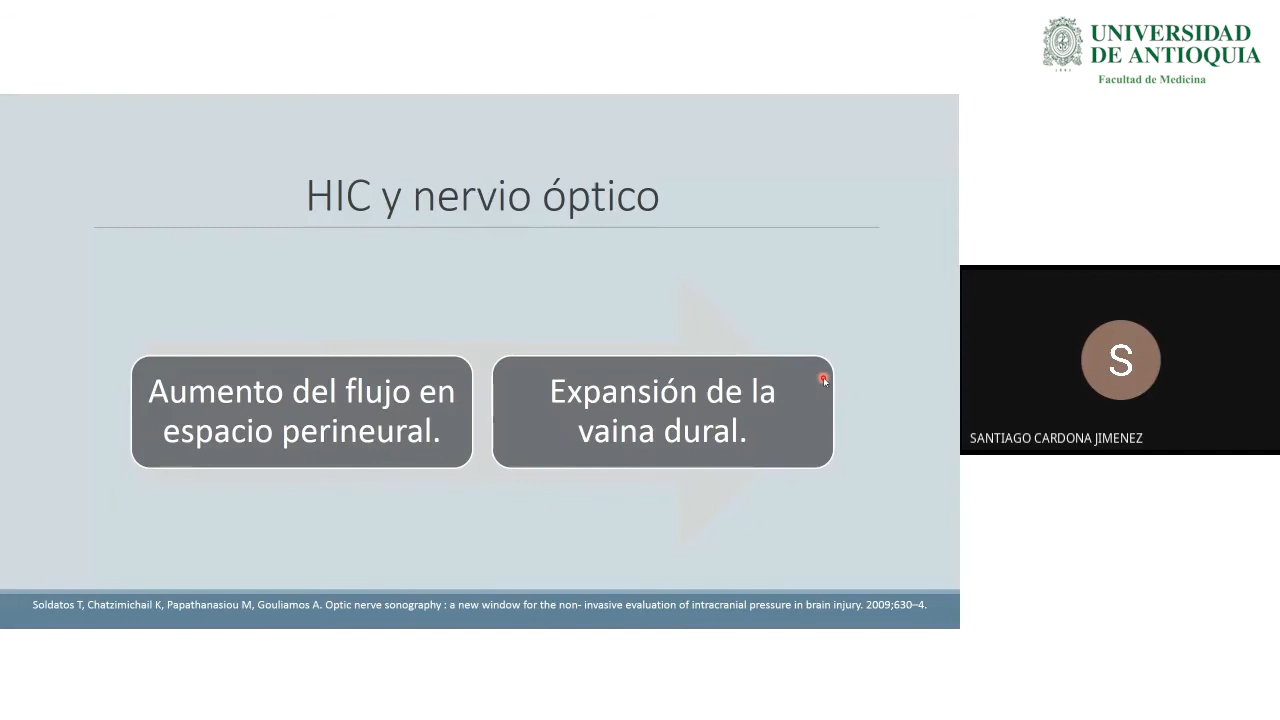 UNIVERSIDAD
DE ANTIOQUIA
1803
Facultad de Medicina
HIC y nervio óptico
Aumento del flujo en
espacio perineural.
Expansión de la
vaina dural.
S
SANTIAGO CARDONA JIMENEZ
Soldatos T, Chatzimichail K, Papathanasiou M, Gouliamos A. Optic nerve sonography : a new window for the non- invasive evaluation of intracranial pressure in brain injury. 2009;630–4.